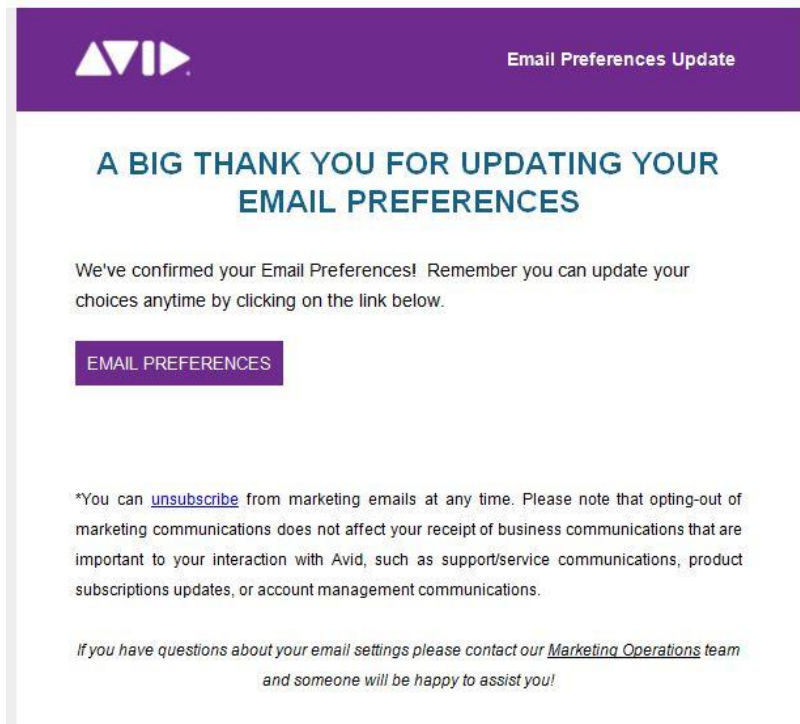 AVID
Email Preferences Update
A BIG THANK YOU FOR UPDATING YOUR
EMAIL PREFERENCES
We've confirmed your Email Preferences!  Remember you can update your
choices anytime by clicking on the link below.
EMAIL PREFERENCES
*You can unsubscribe from marketing emails at any time. Please note that opting-out of
marketing communications does not affect your receipt of business communications that are
important to your interaction with Avid, such as support/service communications, product
subscriptions updates, or account management communications.
If you have questions about your email settings please contact our Marketing Operations team
and someone will be happy to assist you!